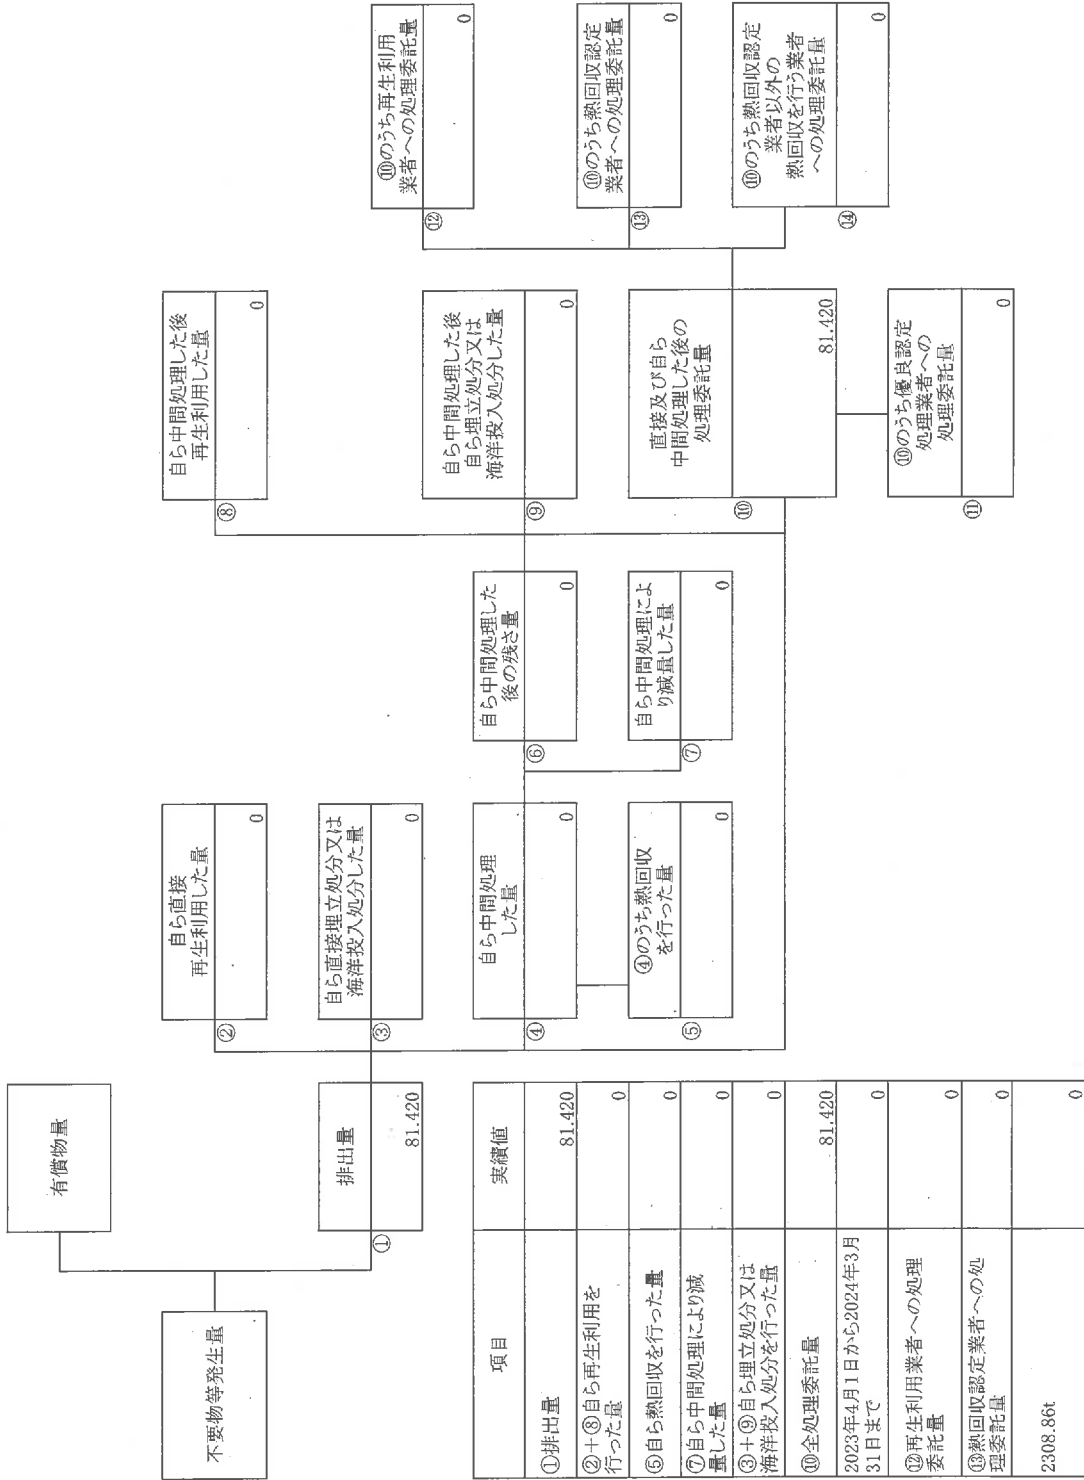 不要物等発生量
有償物量
排出量
①
81.420
自ら直接
再生利用した量
②
0
自ら直接埋立処分又は
海洋投入処分した量
③
0
自ら中間処理
した量
④
0
④のうち熱回収
を行った量
⑤
0
自ら中間処理した
後の残さ量
⑥
0
自ら中間処理によ
り減量した量
⑦
0
自ら中間処理した後
再生利用した量
⑧
0
自ら中間処理した後
自ら埋立処分又は
海洋投入処分した量
⑨
0
直接及び自ら
中間処理した後の
処理委託量
⑩
81.420
⑩のうち優良認定
処理業者への
処理委託量
⑪
0
⑩のうち再生利用
業者への処理委託量
⑫
0
⑩のうち熱回収認定
業者への処理委託量
⑬
0
⑩のうち熱回収認定
業者以外の
熱回収を行う業者
への処理委託量
⑭
0
項目 実績値
①排出量 81.420
②+⑧自ら再生利用を
行った量 0
⑤自ら熱回収を行った量 0
⑦自ら中間処理により減
量した量 0
③+⑨自ら埋立処分又は
海洋投入処分を行った量 0
⑩全処理委託量 81.420
2023年4月1日から2024年3月
31日まで 0
⑫再生利用業者への処理
委託量 0
⑬熱回収認定業者への処
理委託量 0
2308.86t 0